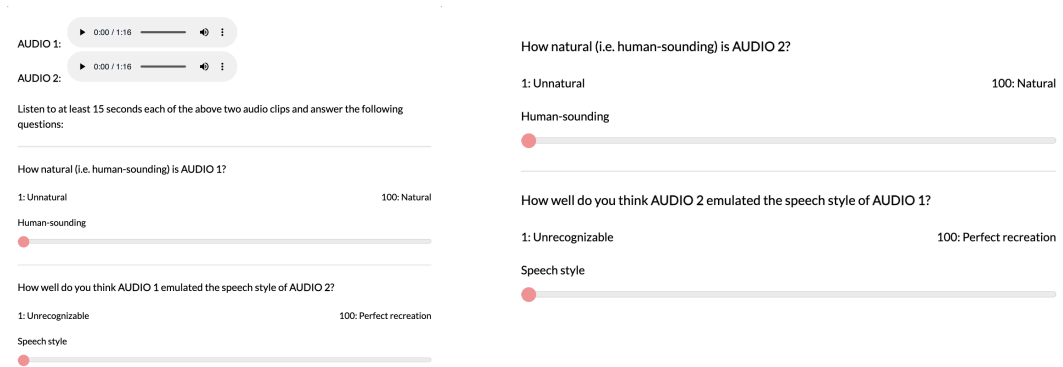 AUDIO 1:
0:00 / 1:16
AUDIO 2:
0:00 / 1:16
Listen to at least 15 seconds each of the above two audio clips and answer the following
questions:
How natural (i.e. human-sounding) is AUDIO 1?
1: Unnatural 100: Natural
Human-sounding
How well do you think AUDIO 1 emulated the speech style of AUDIO 2?
1: Unrecognizable 100: Perfect recreation
Speech style
How natural (i.e. human-sounding) is AUDIO 2?
1: Unnatural 100: Natural
Human-sounding
How well do you think AUDIO 2 emulated the speech style of AUDIO 1?
1: Unrecognizable 100: Perfect recreation
Speech style